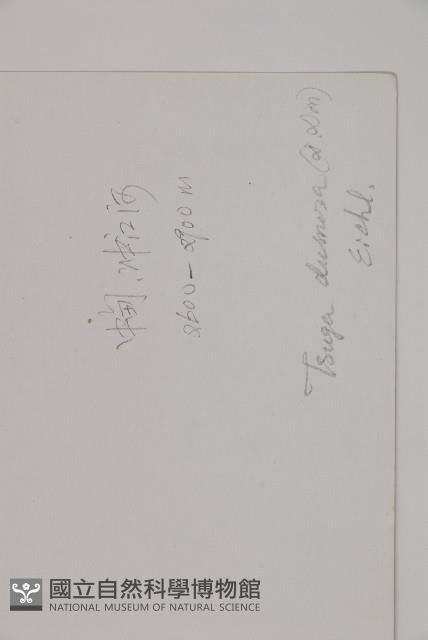 Tsuga dumosa (D. Don)
Eichl.
2600-2900 m
國立自然科學博物館
NATIONAL MUSEUM OF NATURAL SCIENCE